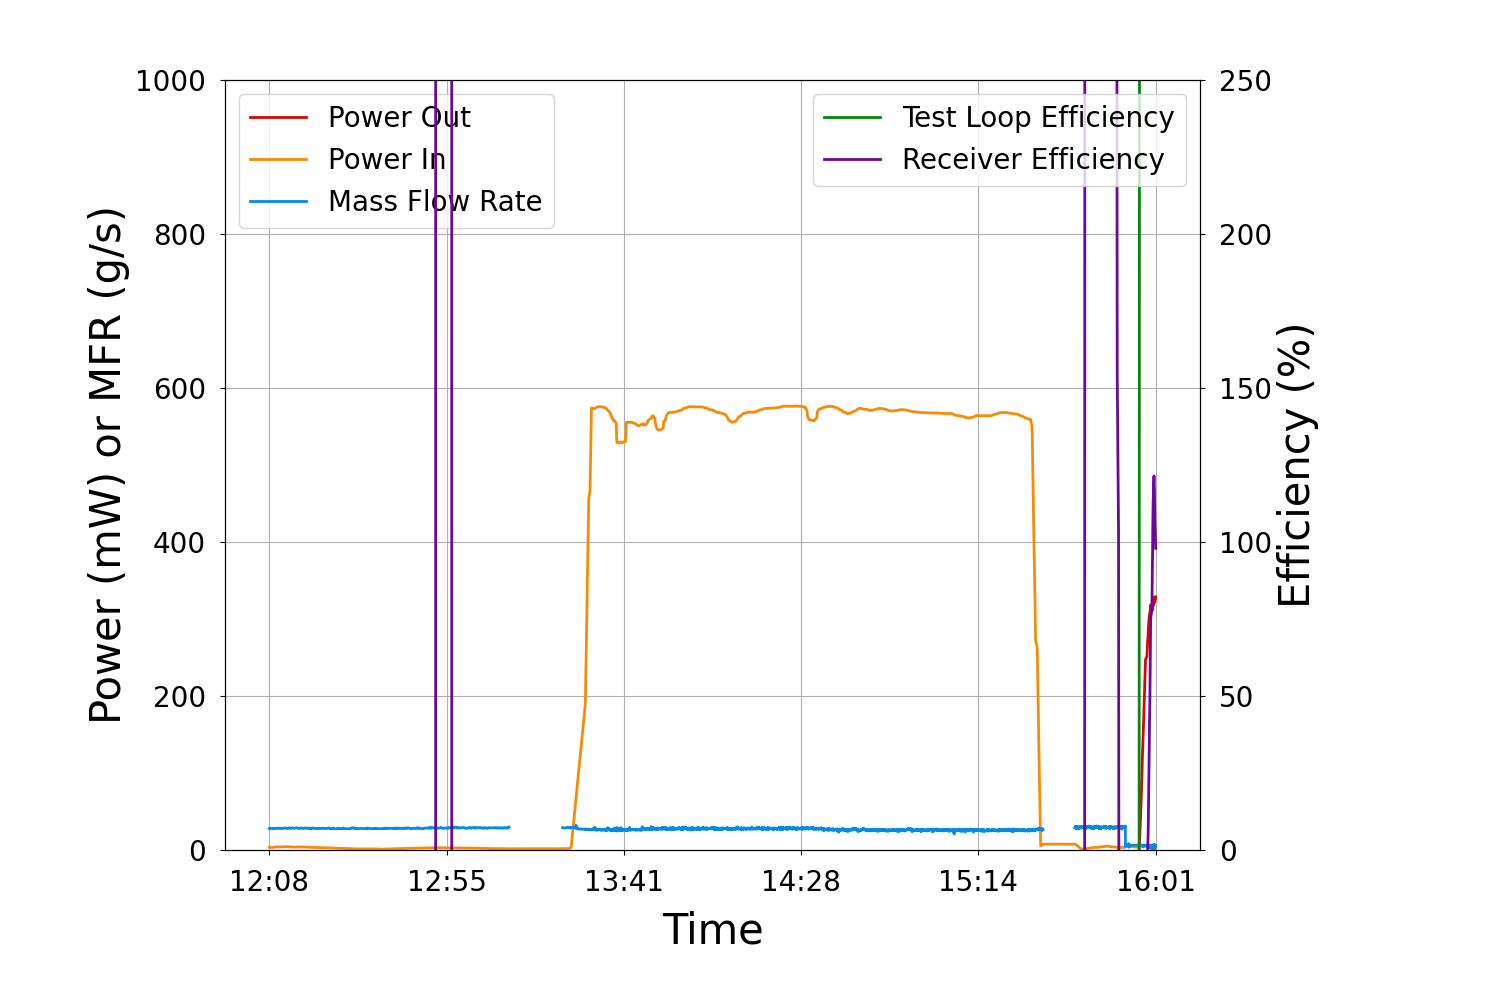 Power (mW) or MFR (g/s)
1000
800
600
400
200
0
Power Out
Power In
Mass Flow Rate
Test Loop Efficiency
Receiver Efficiency
250
200
150
100
50
0
Efficiency (%)
12:08 12:55 13:41 14:28 15:14 16:01
Time